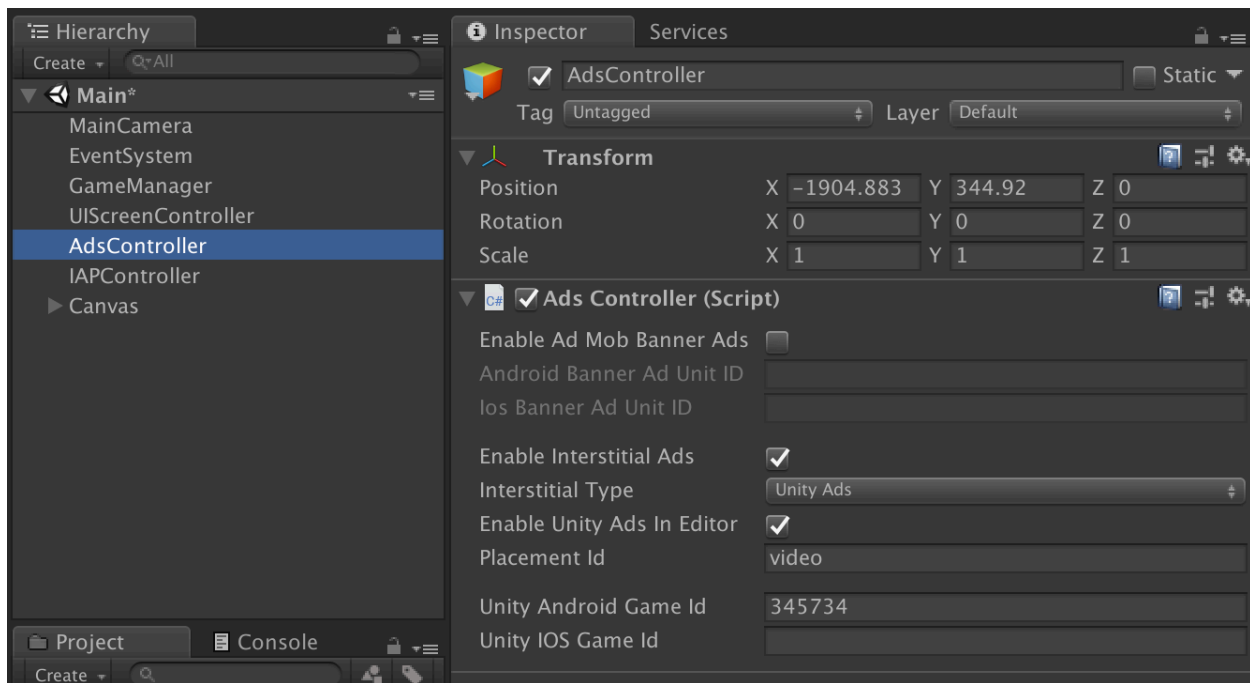 Hierarchy
Create All
Main*
MainCamera
EventSystem
GameManager
UIScreenController
AdsController
IAPController
Canvas
Project Console
Create
Inspector Services
AdsController Static
Tag Untagged Layer Default
Transform
Position X -1904.883 Y 344.92 Z 0
Rotation X 0 Y 0 Z 0
Scale X 1 Y 1 Z 1
C# Ads Controller (Script)
Enable Ad Mob Banner Ads
Android Banner Ad Unit ID
Ios Banner Ad Unit ID
Enable Interstitial Ads
Interstitial Type Unity Ads
Enable Unity Ads In Editor
Placement Id video
Unity Android Game Id 345734
Unity IOS Game Id